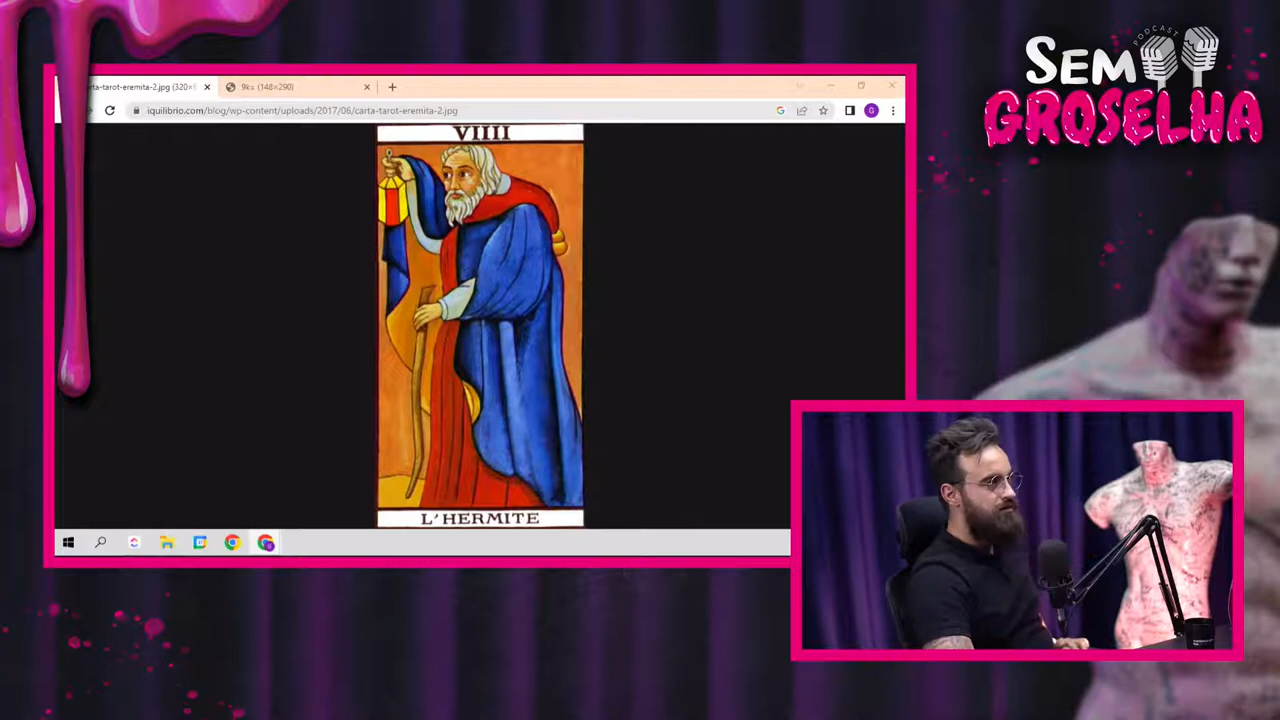 PODCAST
SEM
GROSELHA
carta-tarot-eremita-2.jpg (320×
9k= (148×290)
iquilibrio.com/blog/wp-content/uploads/2017/06/carta-tarot-eremita-2.jpg
G
VIIII
L'HERMITE